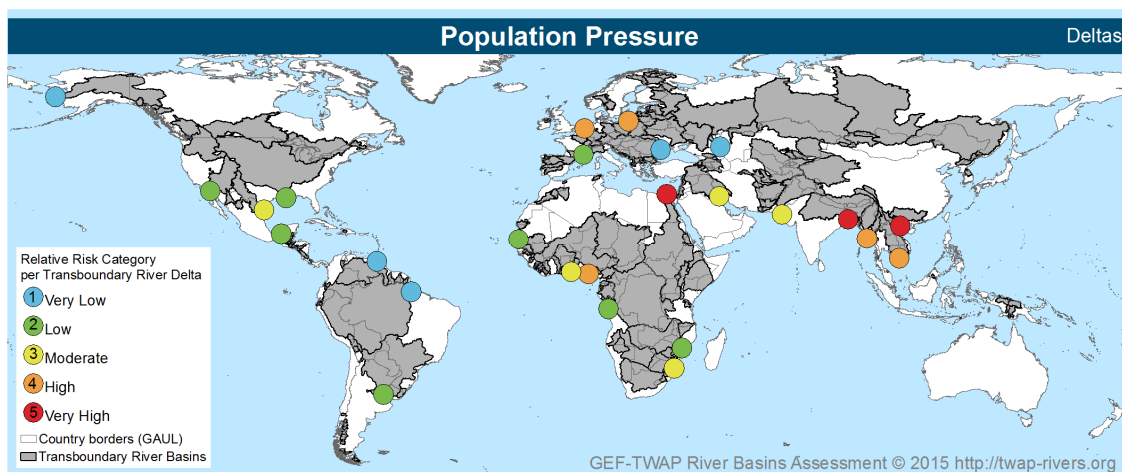 Population Pressure
Deltas
Relative Risk Category
per Transboundary River Delta
1 Very Low
2 Low
3 Moderate
4 High
5 Very High
Country borders (GAUL)
Transboundary River Basins
GEF-TWAP River Basins Assessment © 2015 http://twap-rivers.org